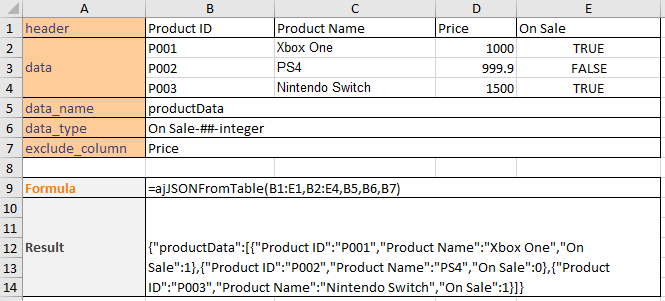 A B C D E
1 header Product ID Product Name Price On Sale
2 P001 Xbox One 1000 TRUE
3 data P002 PS4 999.9 FALSE
4 P003 Nintendo Switch 1500 TRUE
5 data_name productData
6 data_type On Sale-##-integer
7 exclude_column Price
8
9 Formula =ajJSONFromTable(B1:E1,B2:E4,B5,B6,B7)
10
11
12 Result {"productData":[{"Product ID":"P001","Product Name":"Xbox One","On
13 Sale":1},{"Product ID":"P002","Product Name":"PS4","On Sale":0},{"Product
14 ID":"P003","Product Name":"Nintendo Switch","On Sale":1}]}